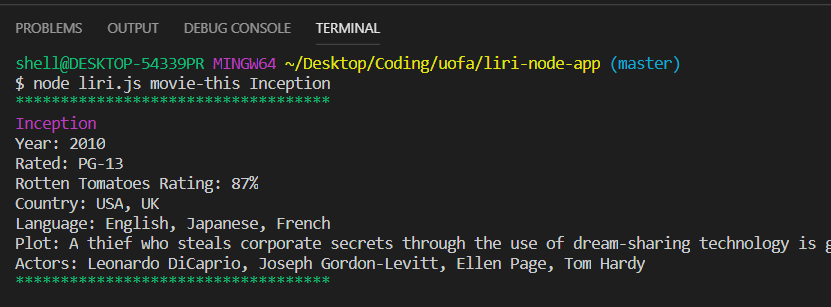 PROBLEMS OUTPUT DEBUG CONSOLE TERMINAL
shell@DESKTOP-54339PR MINGW64 ~/Desktop/Coding/uofa/liri-node-app (master)
$ node liri.js movie-this Inception
***********************************
Inception
Year: 2010
Rated: PG-13
Rotten Tomatoes Rating: 87%
Country: USA, UK
Language: English, Japanese, French
Plot: A thief who steals corporate secrets through the use of dream-sharing technology is
Actors: Leonardo DiCaprio, Joseph Gordon-Levitt, Ellen Page, Tom Hardy
***********************************